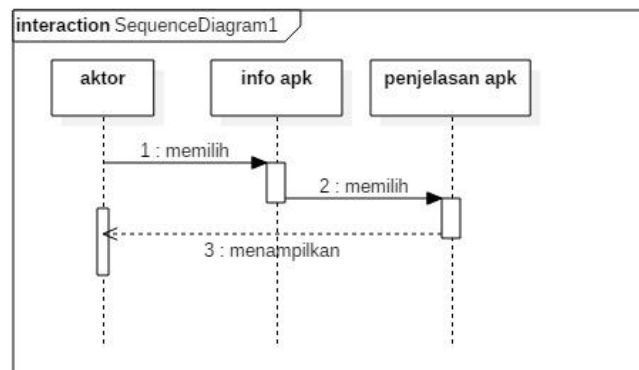 interaction SequenceDiagram1
aktor
info apk
penjelasan apk
1 : memilih
2 : memilih
3 : menampilkan